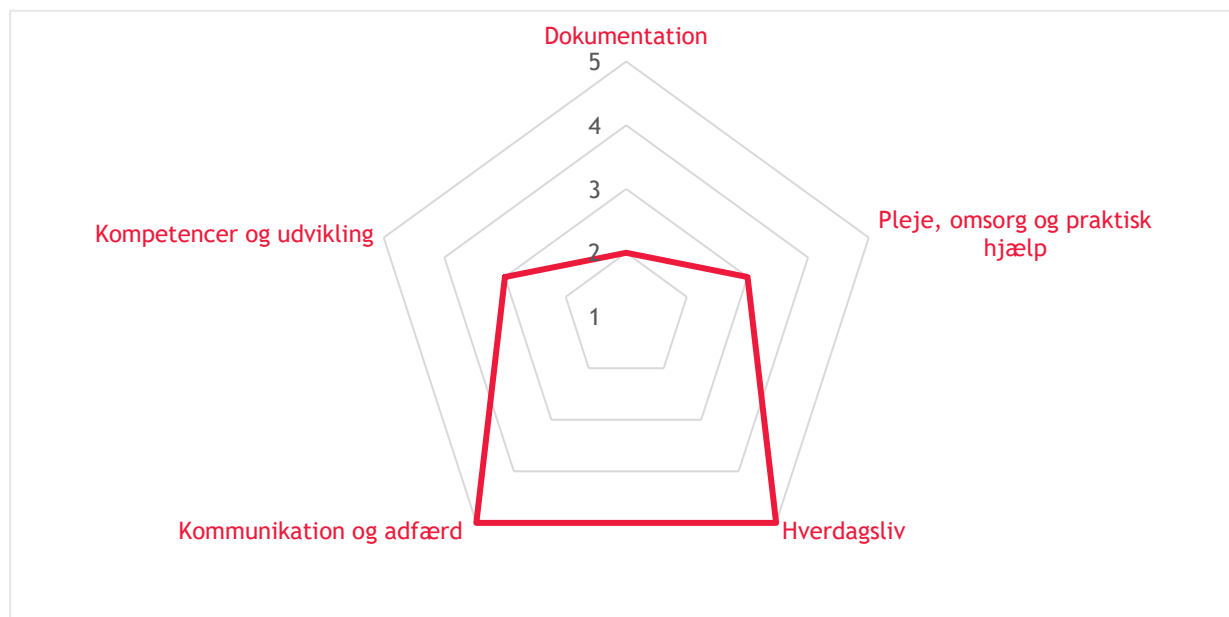 Dokumentation
5
4
3
2
1
Pleje, omsorg og praktisk
hjælp
Kompetencer og udvikling
Kommunikation og adfærd
Hverdagsliv